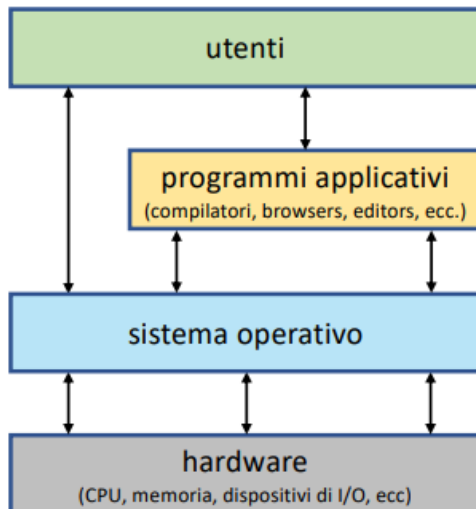 utenti
programmi applicativi
(compilatori, browsers, editors, ecc.)
sistema operativo
hardware
(CPU, memoria, dispositivi di I/O, ecc)